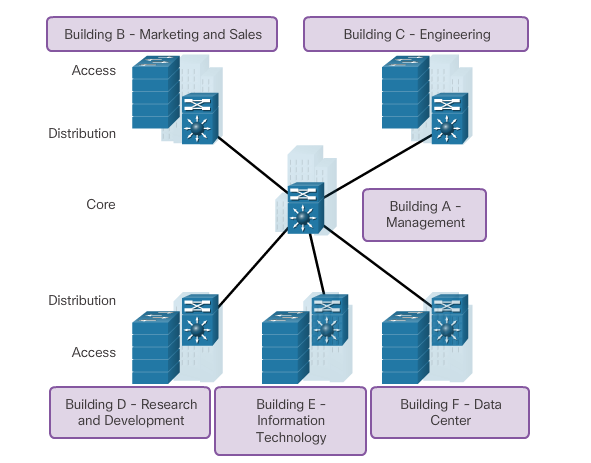 Building B – Marketing and Sales
Building C – Engineering
Access
Distribution
Core
Building A –
Management
Distribution
Access
Building D – Research
and Development
Building E –
Information
Technology
Building F – Data
Center